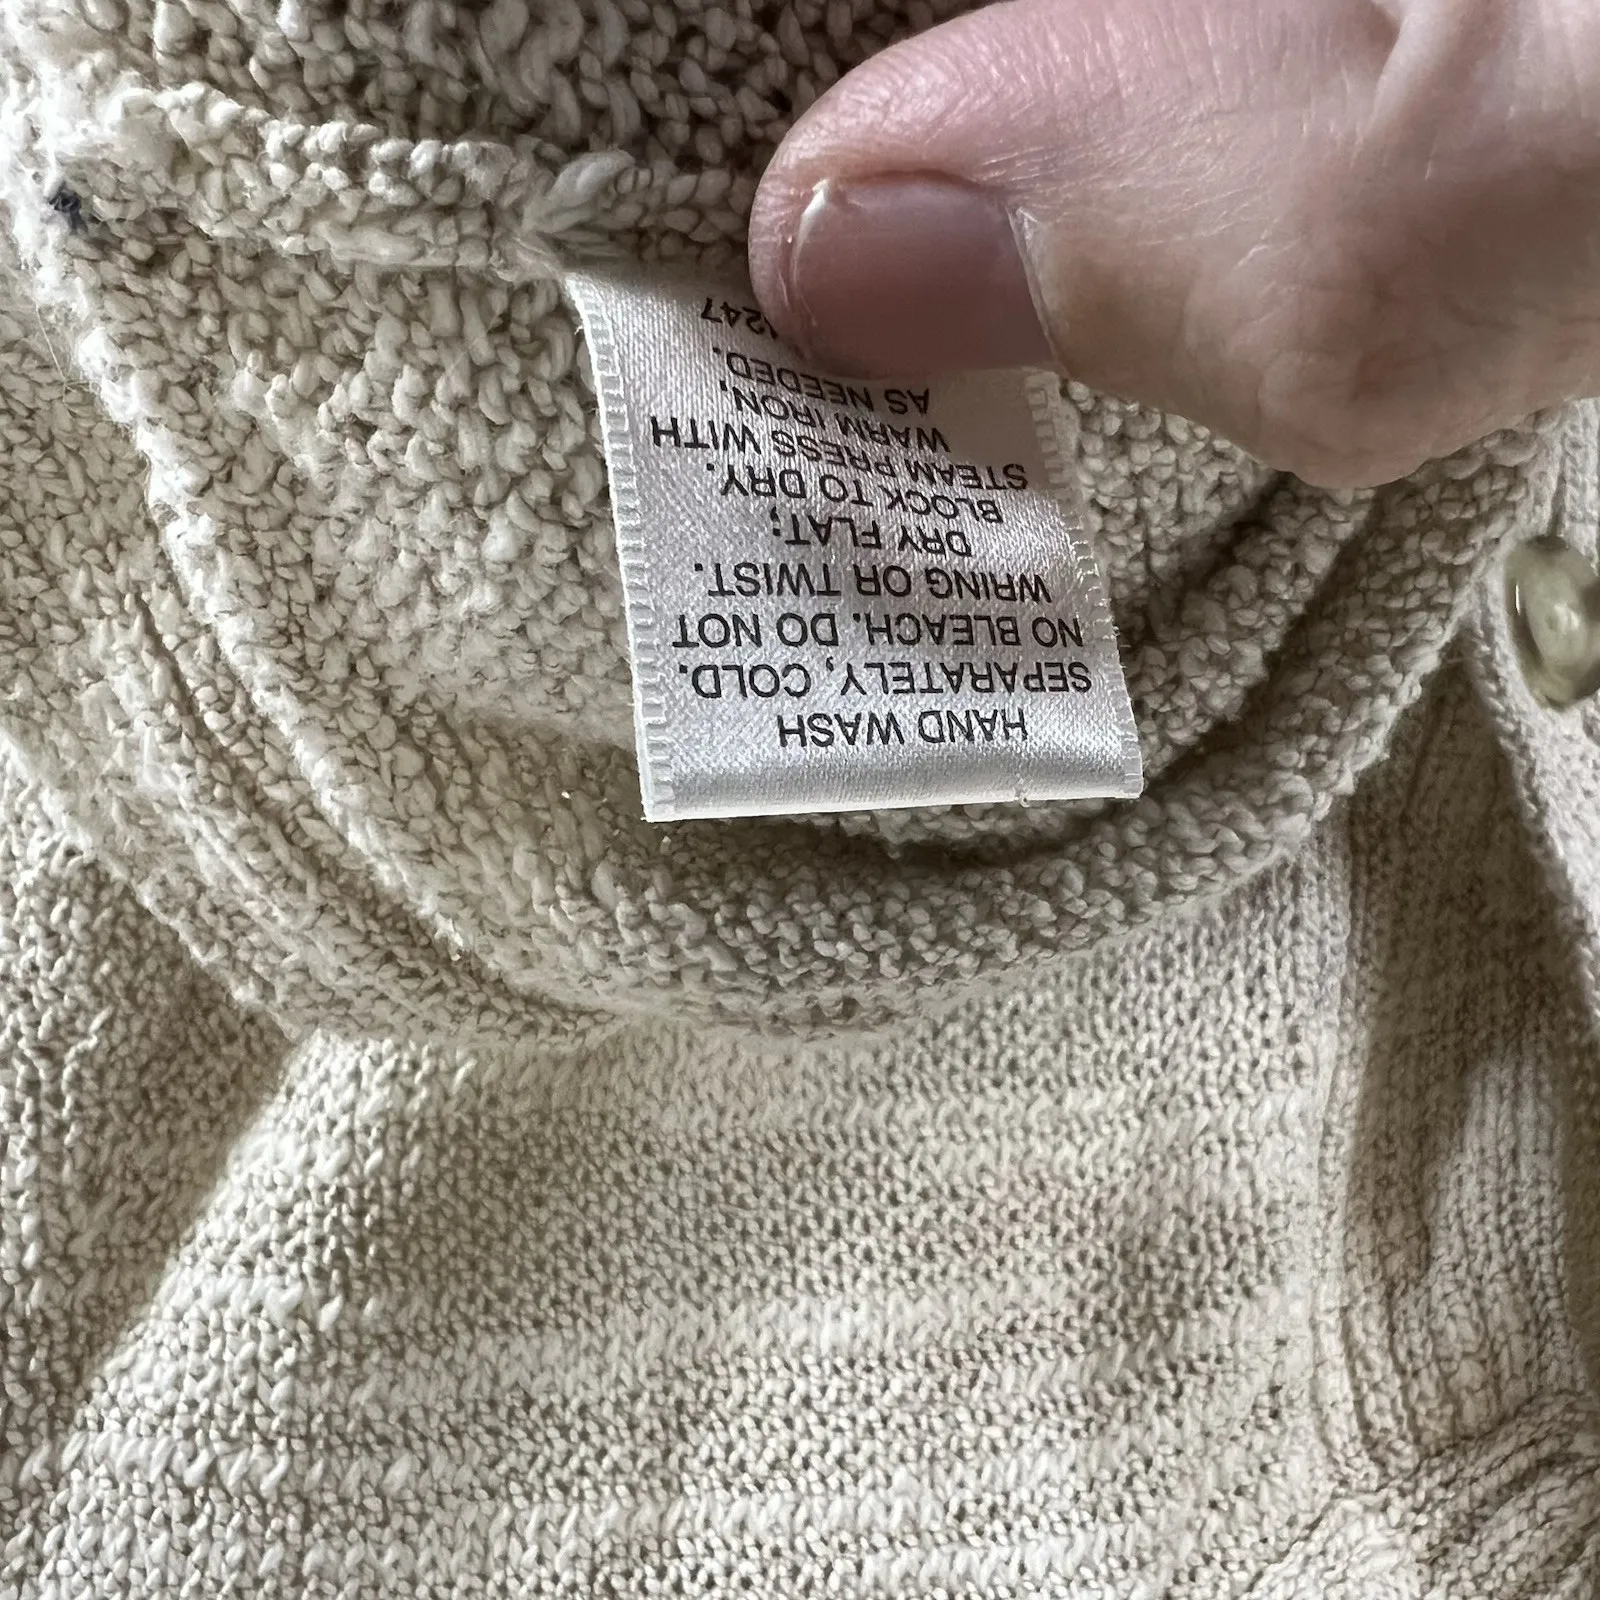 HAND WASH
SEPARATELY, COLD.
NO BLEACH. DO NOT
WRING OR TWIST.
DRY FLAT;
BLOCK TO DRY.
STEAM PRESS WITH
WARM IRON,
AS NEEDED.